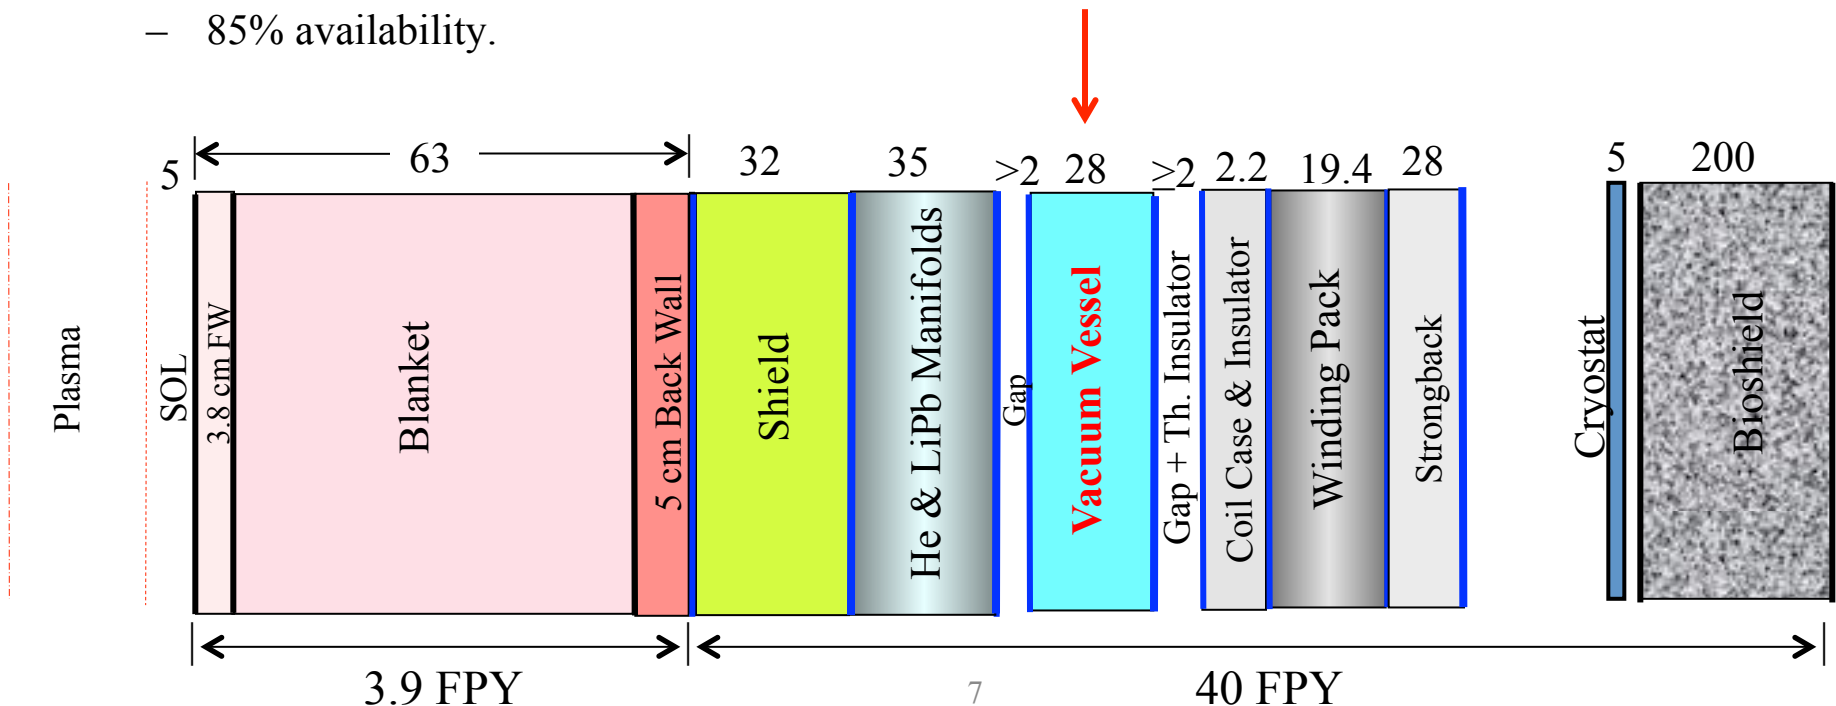 – 85% availability.
5
63
32
35
>2
28
≥2
2.2
19.4
28
5
200
Plasma
SOL
3.8 cm FW
Blanket
5 cm Back Wall
Shield
He & LiPb Manifolds
Gap
Vacuum Vessel
Gap + Th. Insulator
Coil Case & Insulator
Winding Pack
Strongback
Cryostat
Bioshield
3.9 FPY
7
40 FPY